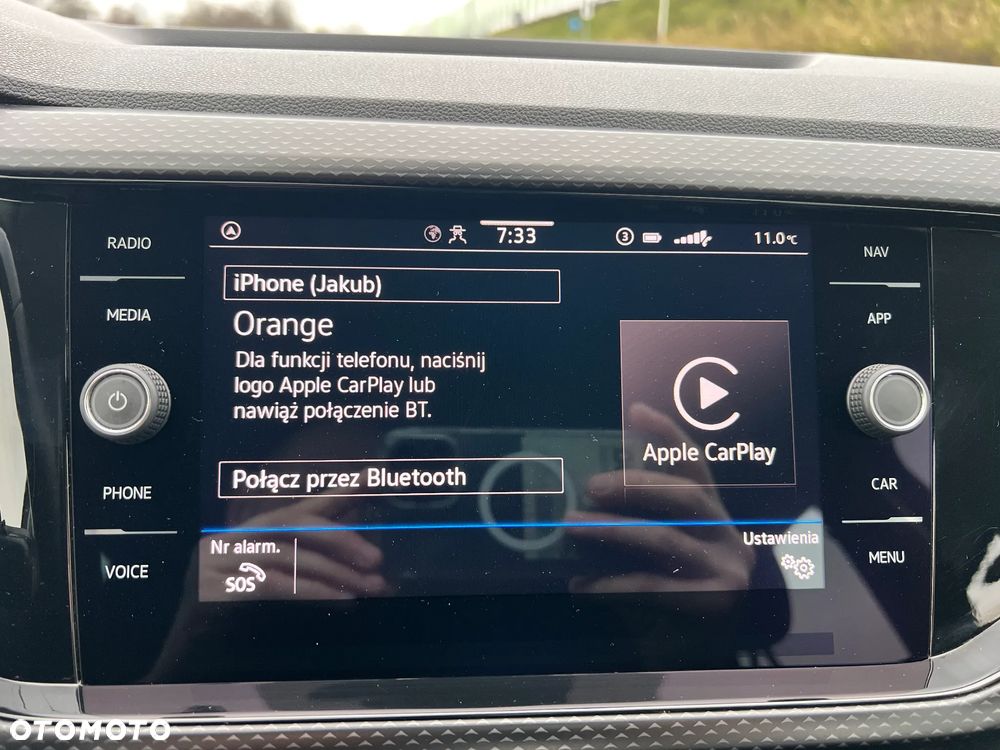 RADIO
MEDIA
PHONE
VOICE
7:33
3
11.0°C
iPhone (Jakub)
Orange
Dla funkcji telefonu, naciśnij
logo Apple CarPlay lub
nawiąż połączenie BT.
Apple CarPlay
Połącz przez Bluetooth
Nr alarm.
SOS
Ustawienia
NAV
APP
CAR
MENU
OTOMOTO